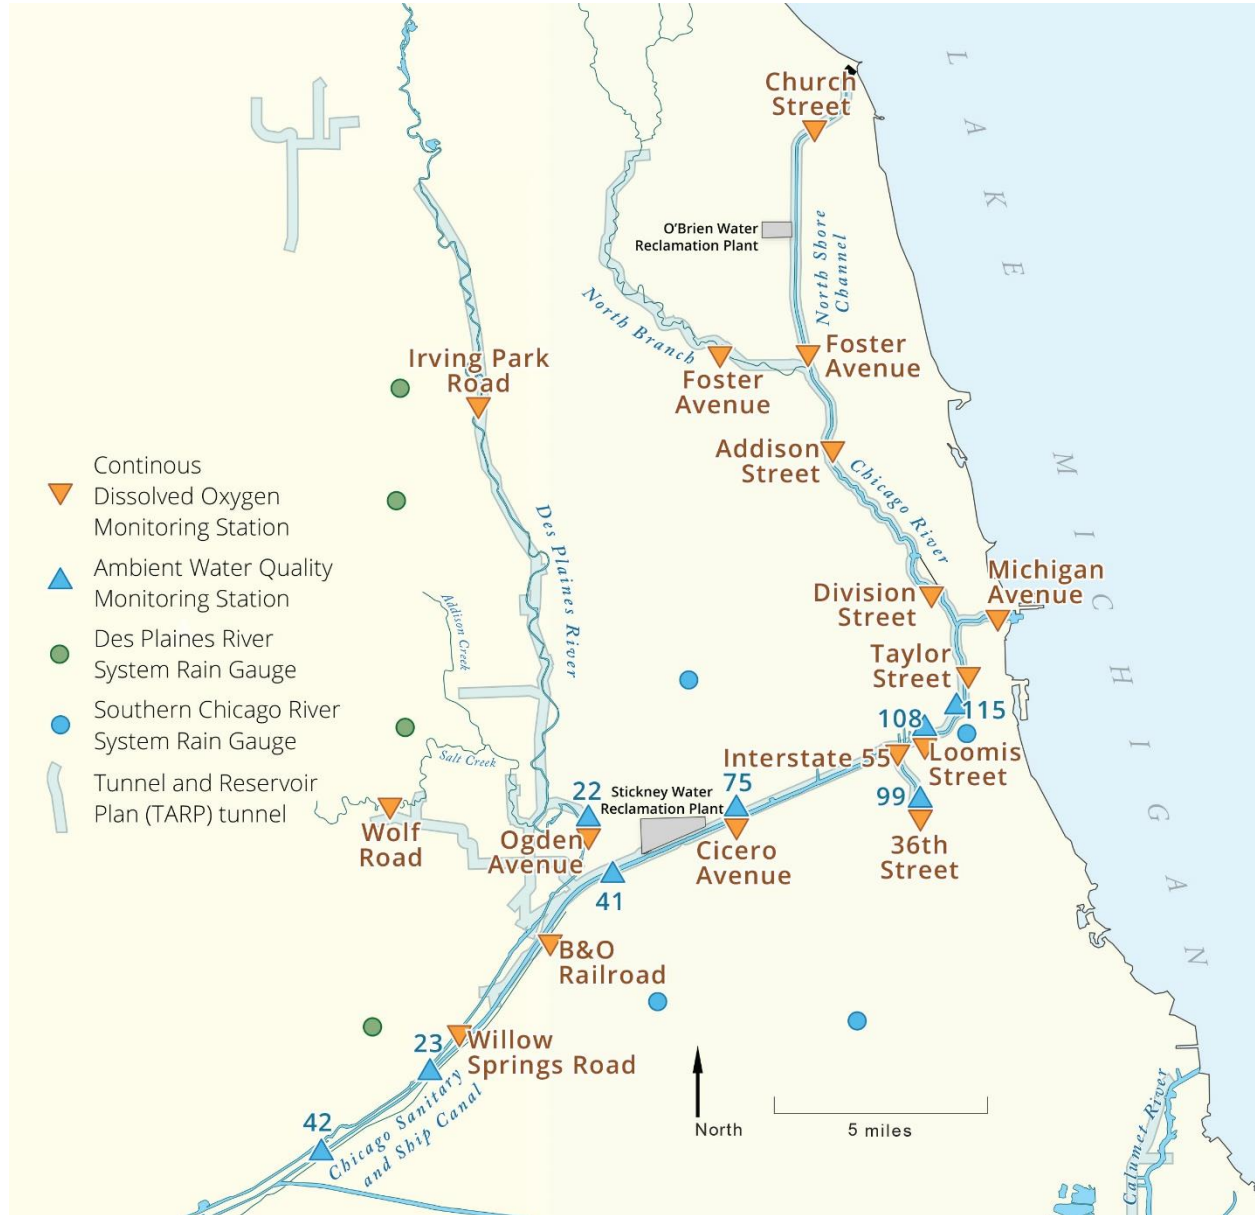 Church
Street
O'Brien Water
Reclamation Plant
North Shore
Channel
North Branch
Foster
Avenue
Foster
Avenue
Irving Park
Road
Addison
Street
Chicago River
LAKE MICHIGAN
Continous
Dissolved Oxygen
Monitoring Station
Ambient Water Quality
Monitoring Station
Des Plaines River
System Rain Gauge
Southern Chicago River
System Rain Gauge
Tunnel and Reservoir
Plan (TARP) tunnel
Des Plaines River
Addison Creek
Salt Creek
Division
Street
Michigan
Avenue
Taylor
Street
115
108
Interstate 55
Loomis
Street
99
36th
Street
75
Cicero
Avenue
Stickney Water
Reclamation Plant
22
Ogden
Avenue
Wolf
Road
41
B&O
Railroad
Willow
Springs Road
23
42
Chicago Sanitary
and Ship Canal
North
5 miles
Calumet River